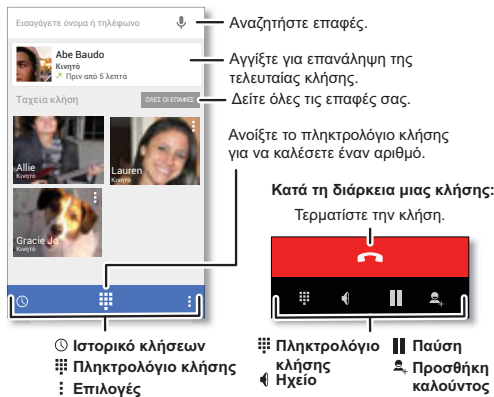 Εισαγάγετε όνομα ή τηλέφωνο
Αναζητήστε επαφές.
Abe Baudo
Κινητό
Πριν από 5 λεπτά
Αγγίξτε για επανάληψη της
τελευταίας κλήσης.
Ταχεία κλήση
ΟΛΕΣ ΟΙ ΕΠΑΦΕΣ
Δείτε όλες τις επαφές σας.
Ανοίξτε το πληκτρολόγιο κλήσης
για να καλέσετε έναν αριθμό.
Allie
Κινητό
Lauren
Κινητό
Gracie Jo
Κινητό
Κατά τη διάρκεια μιας κλήσης:
Τερματίστε την κλήση.
Ιστορικό κλήσεων
Πληκτρολόγιο κλήσης
Επιλογές
Πληκτρολόγιο
κλήσης
Ηχείο
Παύση
Προσθήκη
καλούντος